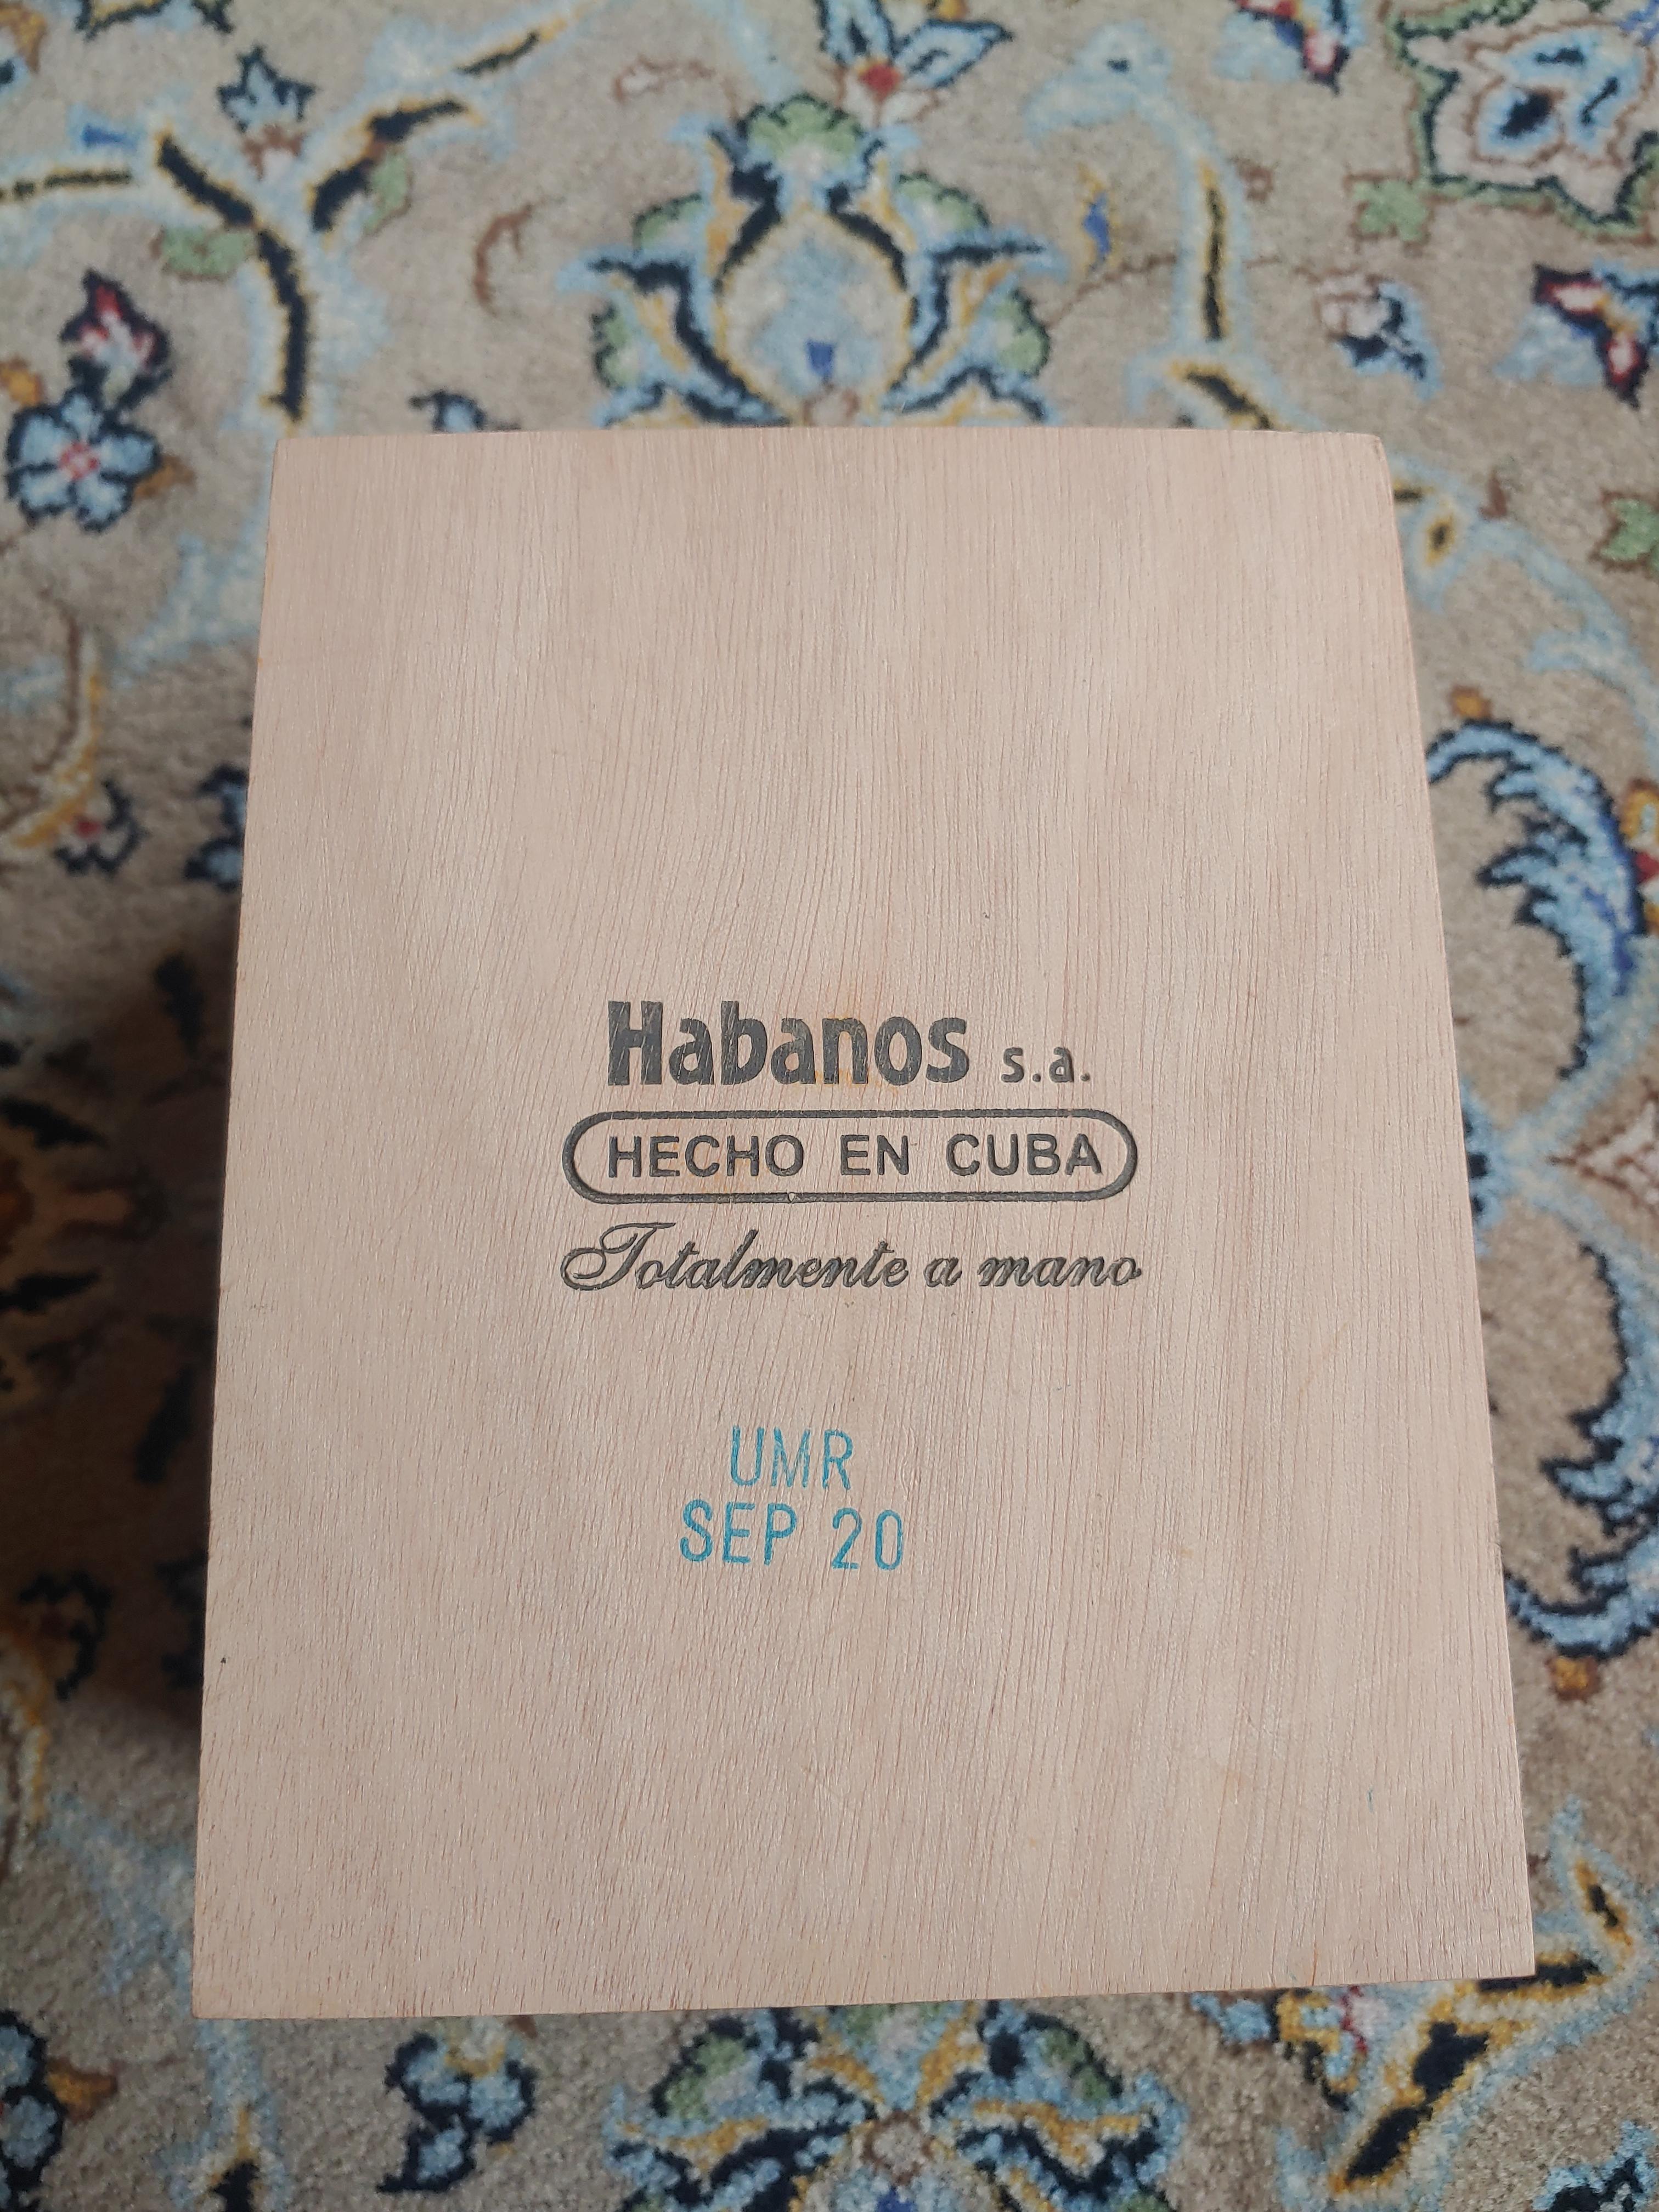 Habanos s.a.
HECHO EN CUBA
Totalmente a mano
UMR
SEP 20